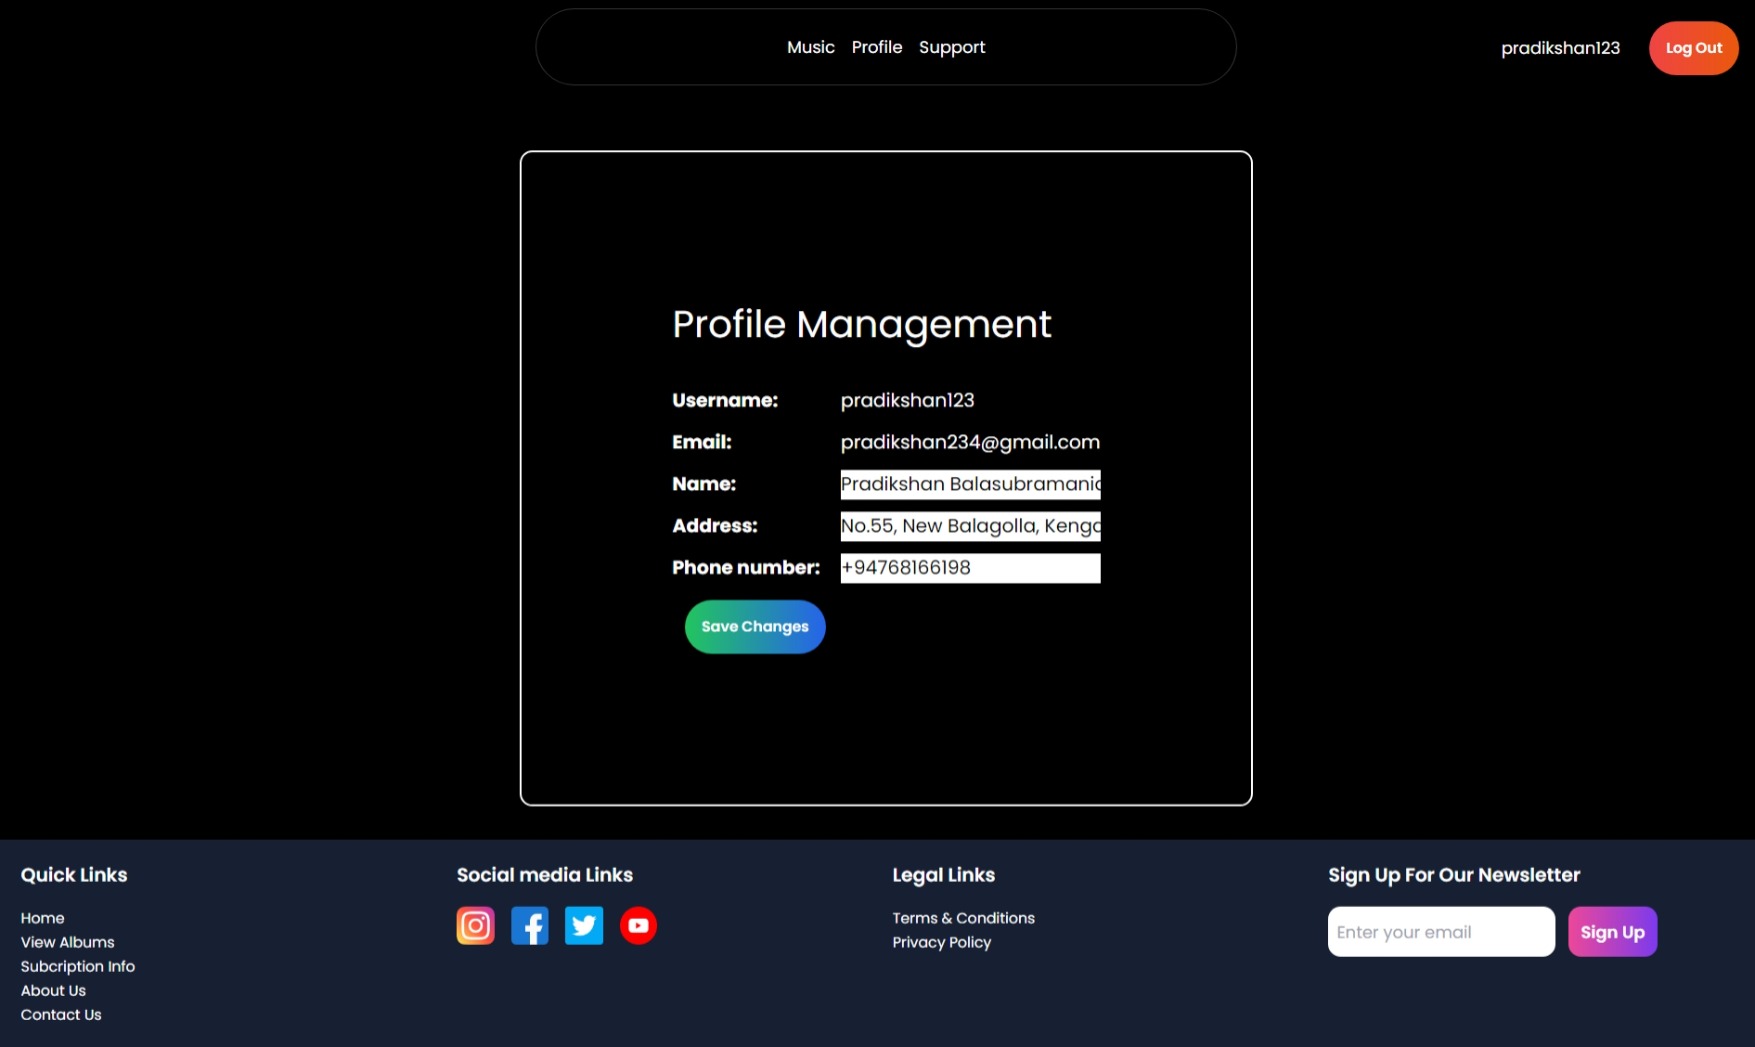 Music Profile Support
pradikshan123
Log Out
Profile Management
Username: pradikshan123
Email: pradikshan234@gmail.com
Name: Pradikshan Balasubramani
Address: No.55, New Balagolla, Keng
Phone number: +94768166198
Save Changes
Quick Links
Home
View Albums
Subcription Info
About Us
Contact Us
Social media Links
Legal Links
Terms & Conditions
Privacy Policy
Sign Up For Our Newsletter
Enter your email
Sign Up